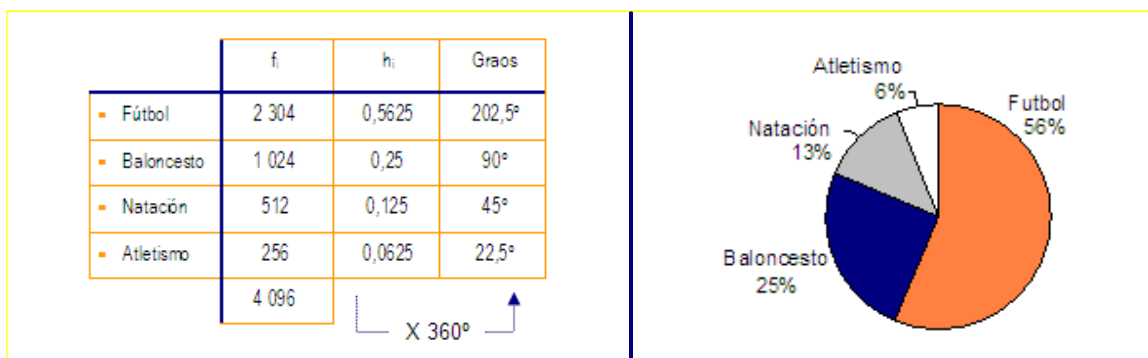 fᵢ hᵢ Graos
Fútbol 2 304 0,5625 202,5º
Baloncesto 1 024 0,25 90º
Natación 512 0,125 45º
Atletismo 256 0,0625 22,5º
4 096
X 360º
Atletismo
6%
Futbol
56%
Natación
13%
Baloncesto
25%